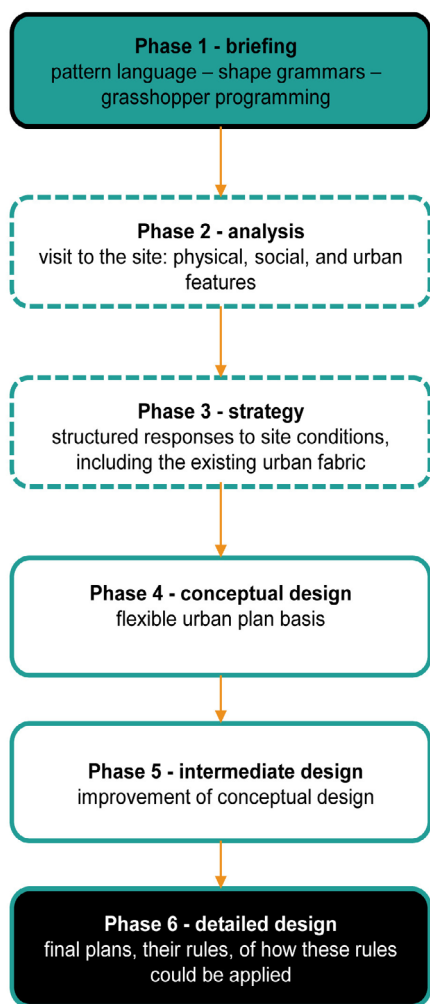 Phase 1 - briefing
pattern language – shape grammars –
grasshopper programming
Phase 2 - analysis
visit to the site: physical, social, and urban
features
Phase 3 - strategy
structured responses to site conditions,
including the existing urban fabric
Phase 4 - conceptual design
flexible urban plan basis
Phase 5 - intermediate design
improvement of conceptual design
Phase 6 - detailed design
final plans, their rules, of how these rules
could be applied